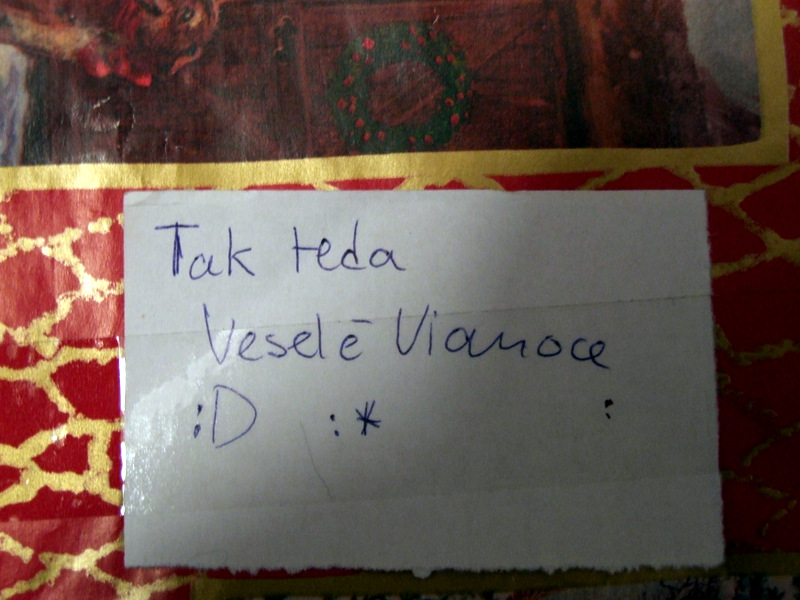 Tak teda
Veselé Vianoce
:D :* :